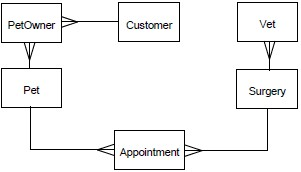 PetOwner
Customer
Vet
Pet
Surgery
Appointment